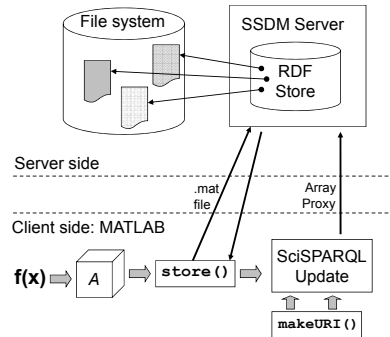 File system
SSDM Server
RDF
Store
Server side
.mat
file
Array
Proxy
Client side: MATLAB
f(x)
A
store()
SciSPARQL
Update
makeURI()